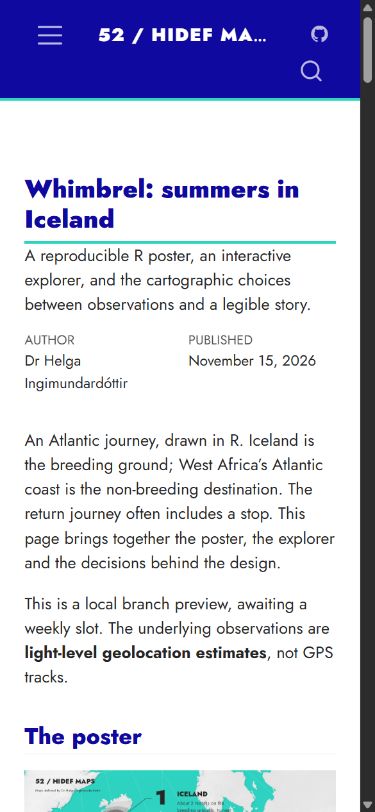 52 / HIDEF MA...
Whimbrel: summers in
Iceland
A reproducible R poster, an interactive
explorer, and the cartographic choices
between observations and a legible story.
AUTHOR
Dr Helga
Ingimundardóttir
PUBLISHED
November 15, 2026
An Atlantic journey, drawn in R. Iceland is
the breeding ground; West Africa’s Atlantic
coast is the non-breeding destination. The
return journey often includes a stop. This
page brings together the poster, the explorer
and the decisions behind the design.
This is a local branch preview, awaiting a
weekly slot. The underlying observations are
light-level geolocation estimates, not GPS
tracks.
The poster
52 / HIDEF MAPS
1 ICELAND